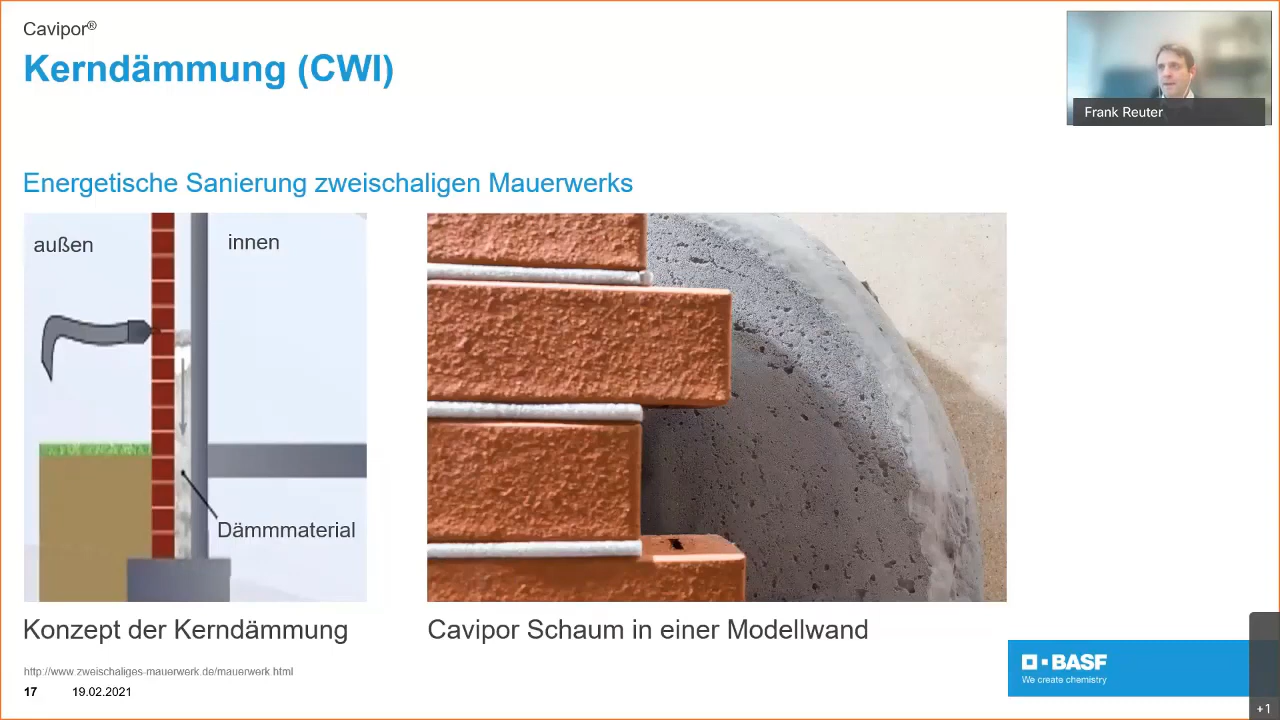 Cavipor®
Kerndämmung (CWI)
Frank Reuter
Energetische Sanierung zweischaligen Mauerwerks
außen
innen
Dämmmaterial
Konzept der Kerndämmung
Cavipor Schaum in einer Modellwand
http://www zweischaliges-mauerwerk.de/mauerwerk html
17 19.02.2021
BASF
We create chemistry
+1